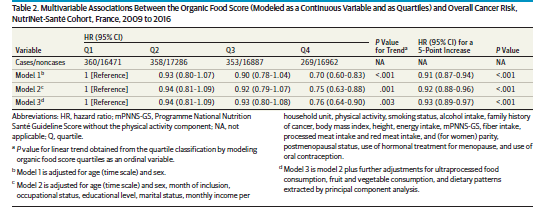 Table 2. Multivariable Associations Between the Organic Food Score (Modeled as a Continuous Variable and as Quartiles) and Overall Cancer Risk,
NutriNet-Santé Cohort, France, 2009 to 2016
HR (95% CI) P Value HR (95% CI) for a
Variable Q1 Q2 Q3 Q4 for Trendᵃ 5-Point Increase P Value
Cases/noncases 360/16471 358/17286 353/16887 269/16962 NA NA NA
Model 1ᵇ 1 [Reference] 0.93 (0.80-1.07) 0.90 (0.78-1.04) 0.70 (0.60-0.83) <.001 0.91 (0.87-0.94) <.001
Model 2ᶜ 1 [Reference] 0.94 (0.81-1.09) 0.92 (0.79-1.07) 0.75 (0.63-0.88) .001 0.92 (0.88-0.96) <.001
Model 3ᵈ 1 [Reference] 0.94 (0.81-1.09) 0.93 (0.80-1.08) 0.76 (0.64-0.90) .003 0.93 (0.89-0.97) <.001
Abbreviations: HR, hazard ratio; mPNNS-GS, Programme National Nutrition
Santé Guideline Score without the physical activity component; NA, not
applicable; Q, quartile.
ᵃ P value for linear trend obtained from the quartile classification by modeling
organic food score quartiles as an ordinal variable.
ᵇ Model 1 is adjusted for age (time scale) and sex.
ᶜ Model 2 is adjusted for age (time scale) and sex, month of inclusion,
occupational status, educational level, marital status, monthly income per
household unit, physical activity, smoking status, alcohol intake, family history
of cancer, body mass index, height, energy intake, mPNNS-GS, fiber intake,
processed meat intake and red meat intake, and (for women) parity,
postmenopausal status, use of hormonal treatment for menopause, and use of
oral contraception.
ᵈ Model 3 is model 2 plus further adjustments for ultraprocessed food
consumption, fruit and vegetable consumption, and dietary patterns
extracted by principal component analysis.